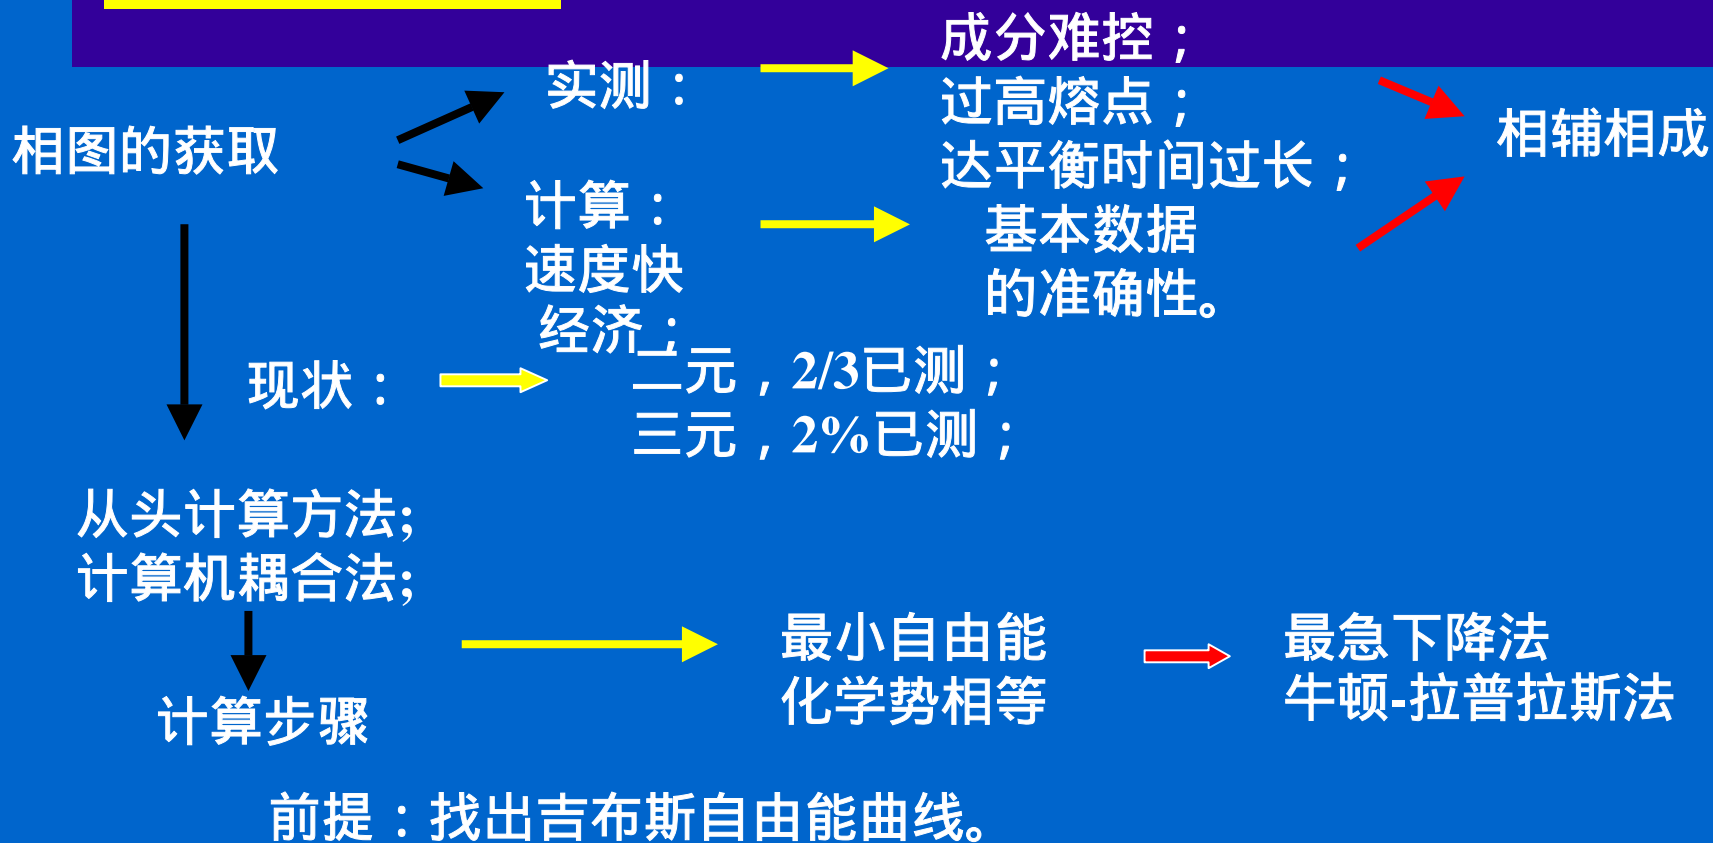 相图的获取
实测：
成分难控；
过高熔点；
达平衡时间过长；
计算：
速度快
经济；
基本数据
的准确性。
相辅相成
现状：
二元，2/3已测；
三元，2%已测；
从头计算方法;
计算机耦合法;
计算步骤
最小自由能
化学势相等
最急下降法
牛顿-拉普拉斯法
前提：找出吉布斯自由能曲线。